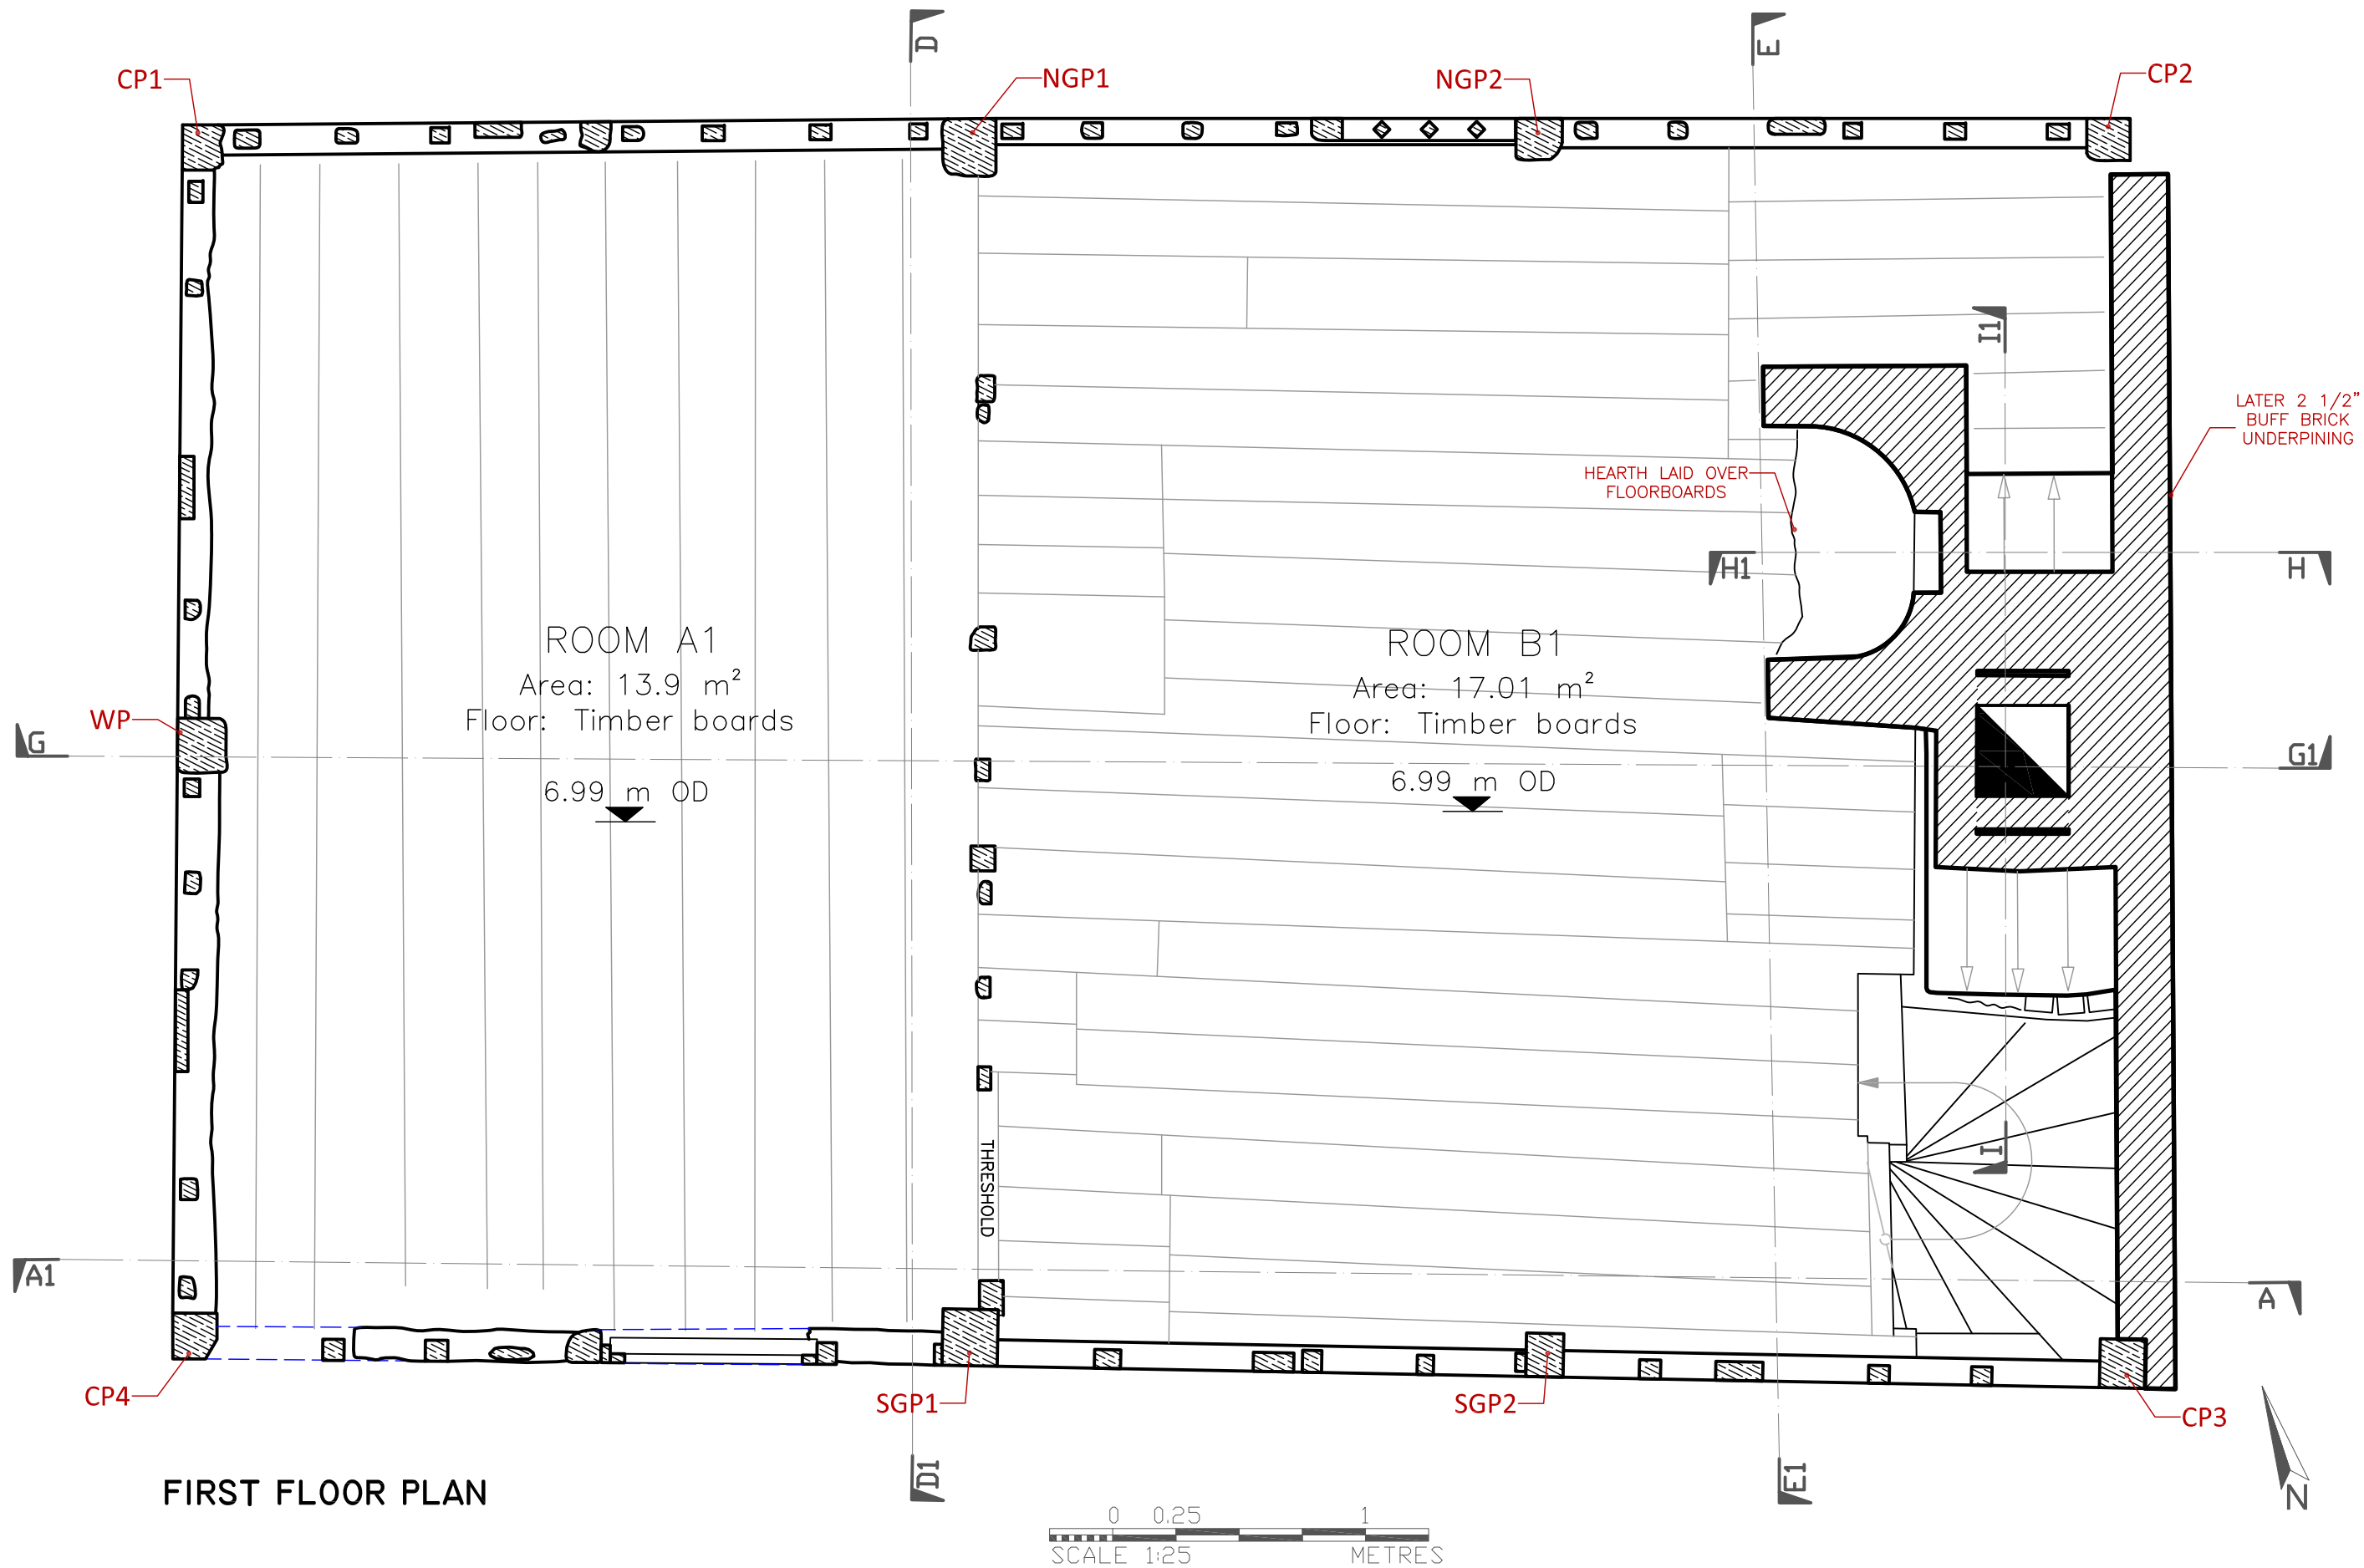 D
E
CP1
NGP1
NGP2
CP2
I1
LATER 2 1/2”
BUFF BRICK
UNDERPINING
HEARTH LAID OVER
FLOORBOARDS
H1
H
ROOM A1
Area: 13.9 m²
Floor: Timber boards
6.99 m OD
ROOM B1
Area: 17.01 m²
Floor: Timber boards
6.99 m OD
WP
G
G1
THRESHOLD
I
A1
A
CP4
SGP1
SGP2
CP3
D1
E1
FIRST FLOOR PLAN
N
0 0.25 1
SCALE 1:25 METRES